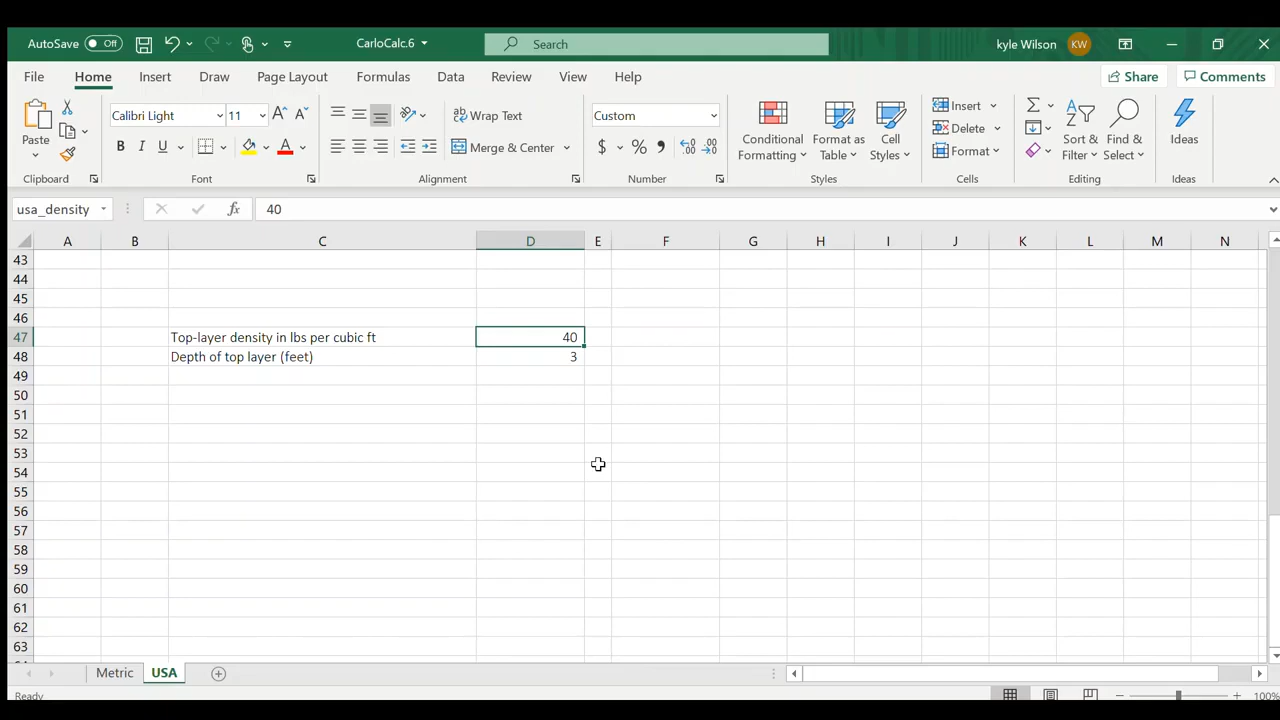 AutoSave Off CarloCalc.6 Search kyle Wilson KW
File Home Insert Draw Page Layout Formulas Data Review View Help Share Comments
Calibri Light 11 Wrap Text Custom Insert
Paste B I U Merge & Center $ % Conditional Formatting Format as Table Cell Styles Delete Sort & Filter Find & Select Ideas
Format
Clipboard Font Alignment Number Styles Cells Editing Ideas
usa_density fx 40
A B C D E F G H I J K L M N
43
44
45
46
47 Top-layer density in lbs per cubic ft 40
48 Depth of top layer (feet) 3
49
50
51
52
53
54
55
56
57
58
59
60
61
62
63
Metric USA
Ready 100%